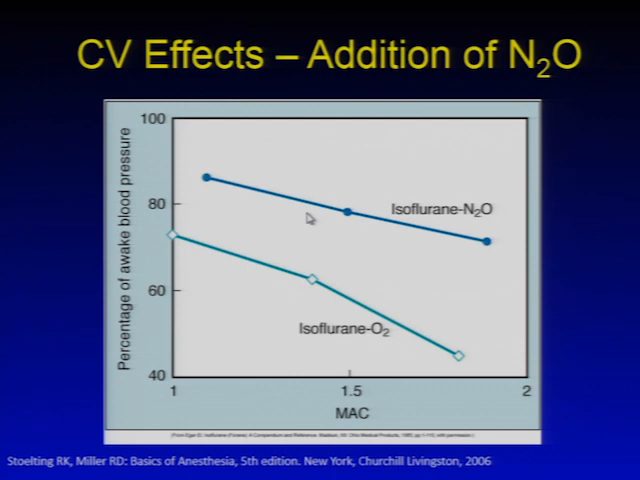 CV Effects – Addition of N₂O
Percentage of awake blood pressure
100
80
60
40
Isoflurane-N₂O
Isoflurane-O₂
1
1.5
2
MAC
Stoelting RK, Miller RD: Basics of Anesthesia, 5th edition. New York, Churchill Livingston, 2006